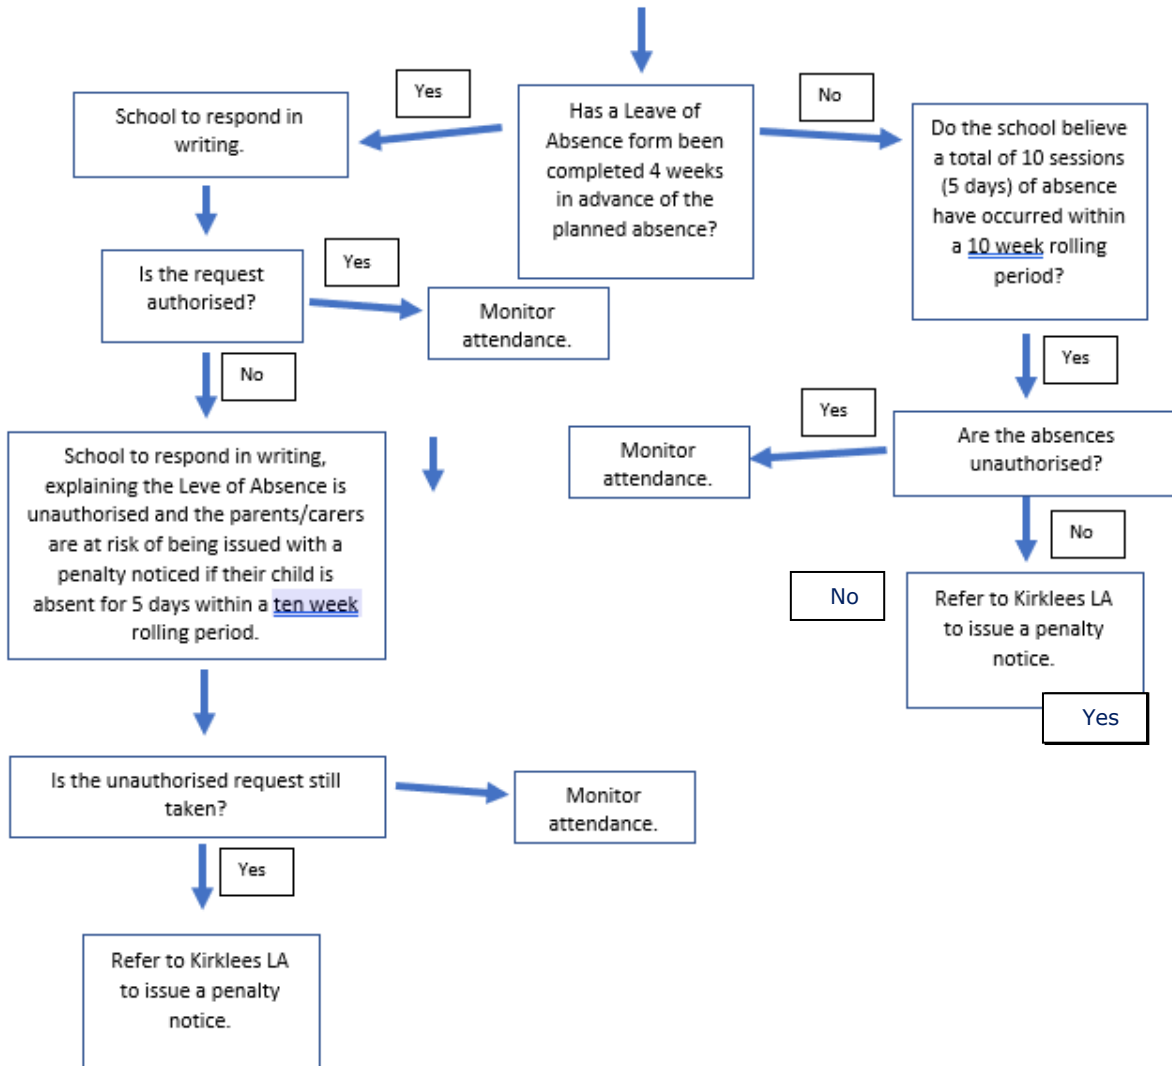 Yes
No
Has a Leave of
Absence form been
completed 4 weeks
in advance of the
planned absence?
School to respond in
writing.
Do the school believe
a total of 10 sessions
(5 days) of absence
have occurred within
a 10 week rolling
period?
Is the request
authorised?
Yes
Monitor
attendance.
No
Yes
School to respond in writing,
explaining the Leve of Absence is
unauthorised and the parents/carers
are at risk of being issued with a
penalty noticed if their child is
absent for 5 days within a ten week
rolling period.
Yes
Monitor
attendance.
Are the absences
unauthorised?
No
No
Refer to Kirklees LA
to issue a penalty
notice.
Yes
Is the unauthorised request still
taken?
Monitor
attendance.
Yes
Refer to Kirklees LA
to issue a penalty
notice.